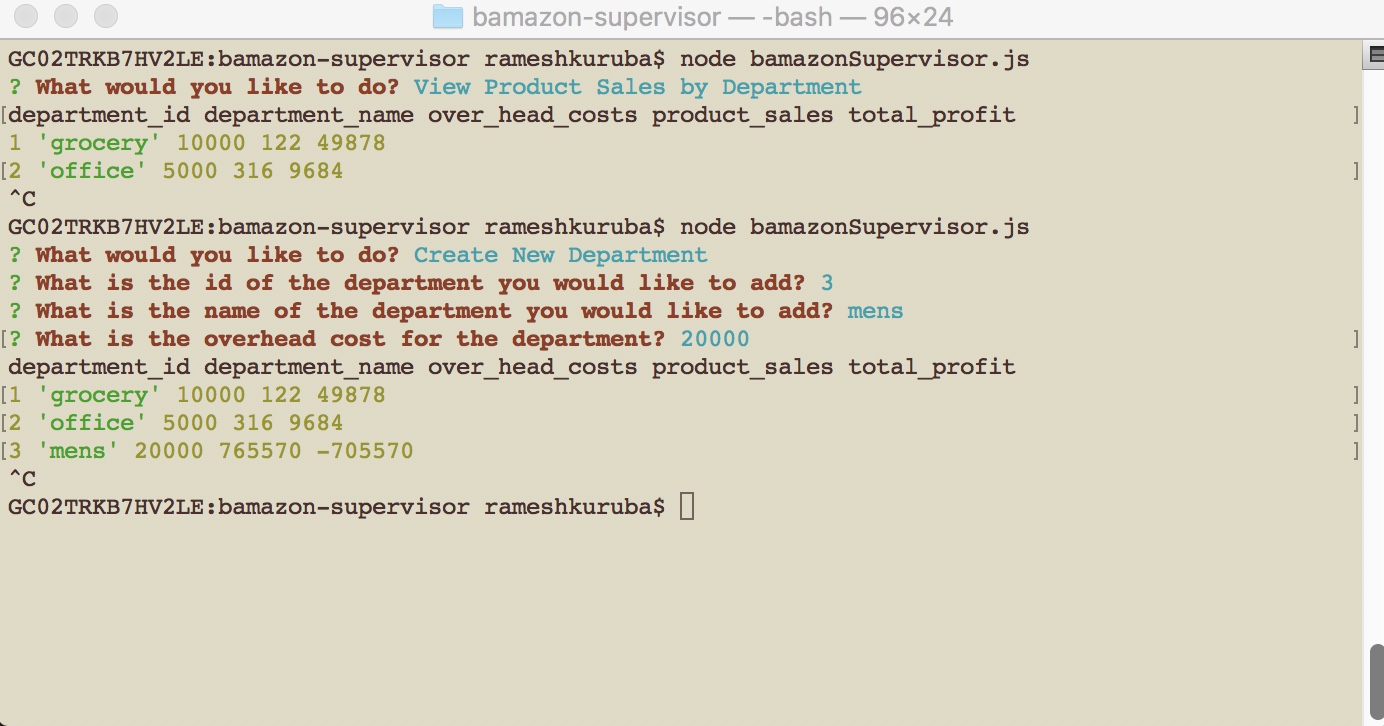 bamazon-supervisor — -bash — 96×24
GC02TRKB7HV2LE:bamazon-supervisor rameshkuruba$ node bamazonSupervisor.js
? What would you like to do? View Product Sales by Department
[department_id department_name over_head_costs product_sales total_profit ]
1 'grocery' 10000 122 49878
[2 'office' 5000 316 9684 ]
^C
GC02TRKB7HV2LE:bamazon-supervisor rameshkuruba$ node bamazonSupervisor.js
? What would you like to do? Create New Department
? What is the id of the department you would like to add? 3
? What is the name of the department you would like to add? mens
[? What is the overhead cost for the department? 20000 ]
department_id department_name over_head_costs product_sales total_profit
[1 'grocery' 10000 122 49878 ]
[2 'office' 5000 316 9684 ]
[3 'mens' 20000 765570 -705570 ]
^C
GC02TRKB7HV2LE:bamazon-supervisor rameshkuruba$